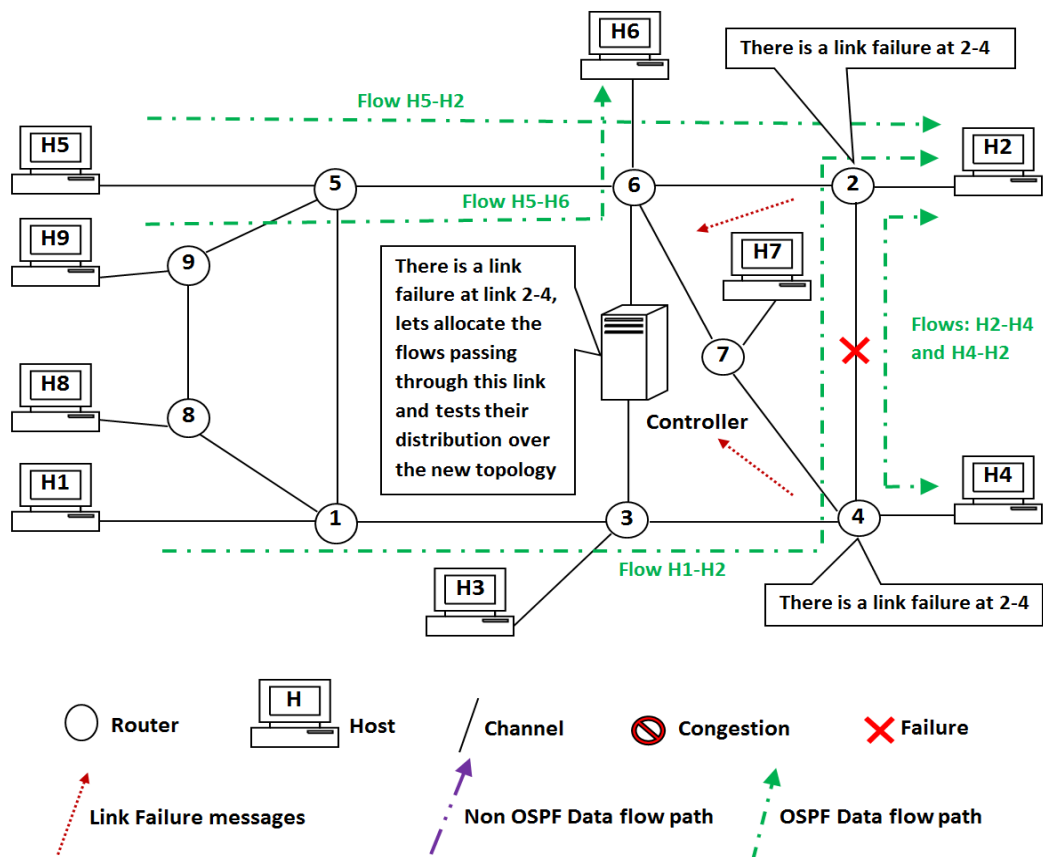 H6
There is a link failure at 2-4
Flow H5-H2
H5
H2
5
6
2
Flow H5-H6
H9
9
H7
There is a link
failure at link 2-4,
lets allocate the
flows passing
through this link
and tests their
distribution over
the new topology
Flows: H2-H4
and H4-H2
7
H8
8
Controller
H1
H4
1
3
4
Flow H1-H2
H3
There is a link failure at 2-4
Router
H
Host
Channel
Congestion
Failure
Link Failure messages
Non OSPF Data flow path
OSPF Data flow path